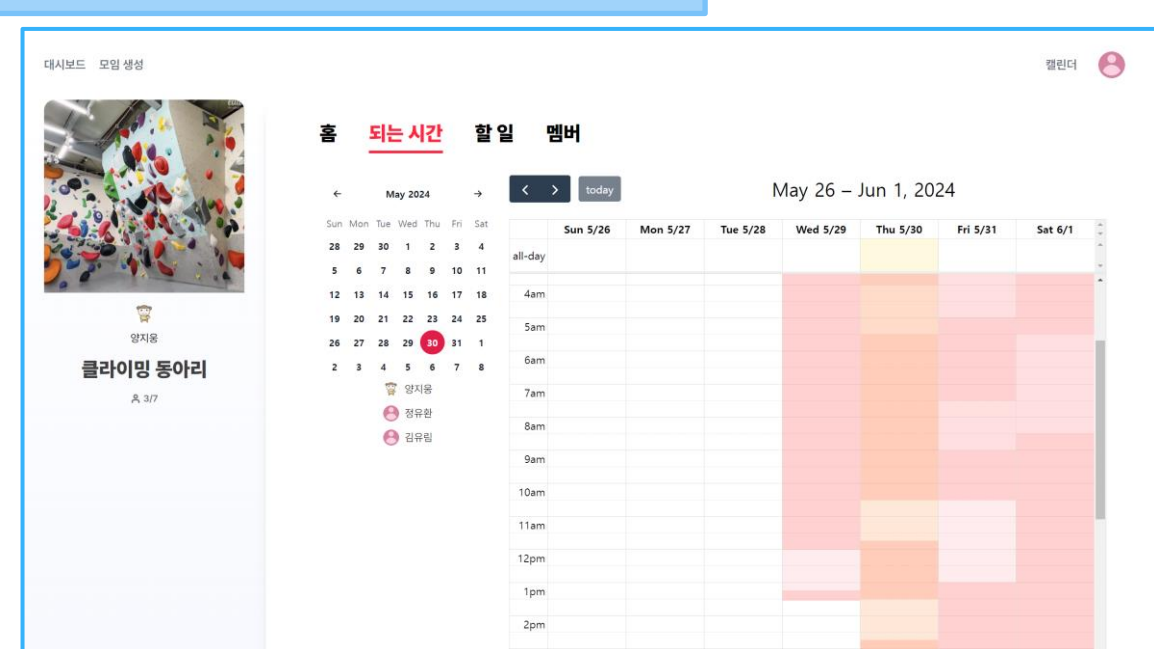 대시보드 모임 생성
캘린더
양지웅
클라이밍 동아리
3/7
홈 되는 시간 할 일 멤버
← May 2024 →
Sun Mon Tue Wed Thu Fri Sat
28 29 30 1 2 3 4
5 6 7 8 9 10 11
12 13 14 15 16 17 18
19 20 21 22 23 24 25
26 27 28 29 30 31 1
2 3 4 5 6 7 8
양지웅
정유환
김유림
today
May 26 – Jun 1, 2024
Sun 5/26 Mon 5/27 Tue 5/28 Wed 5/29 Thu 5/30 Fri 5/31 Sat 6/1
all-day
4am
5am
6am
7am
8am
9am
10am
11am
12pm
1pm
2pm